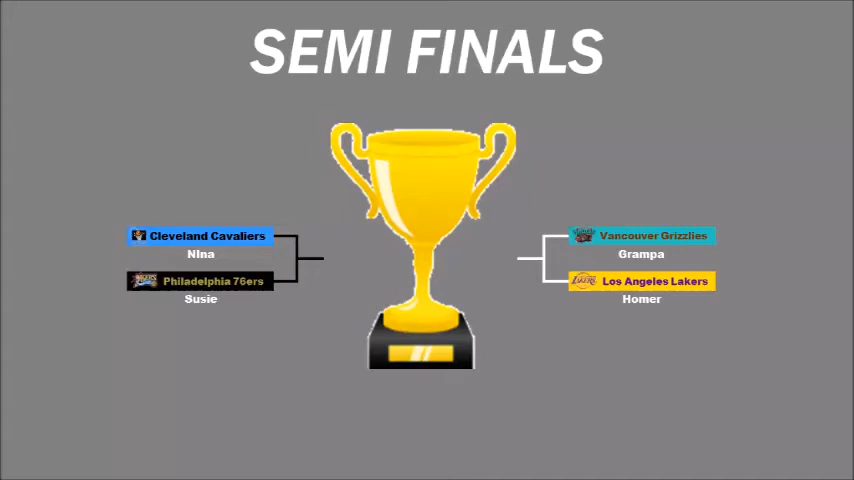 SEMI FINALS
Cleveland Cavaliers
Nina
Philadelphia 76ers
Susie
Vancouver Grizzlies
Grampa
Los Angeles Lakers
Homer